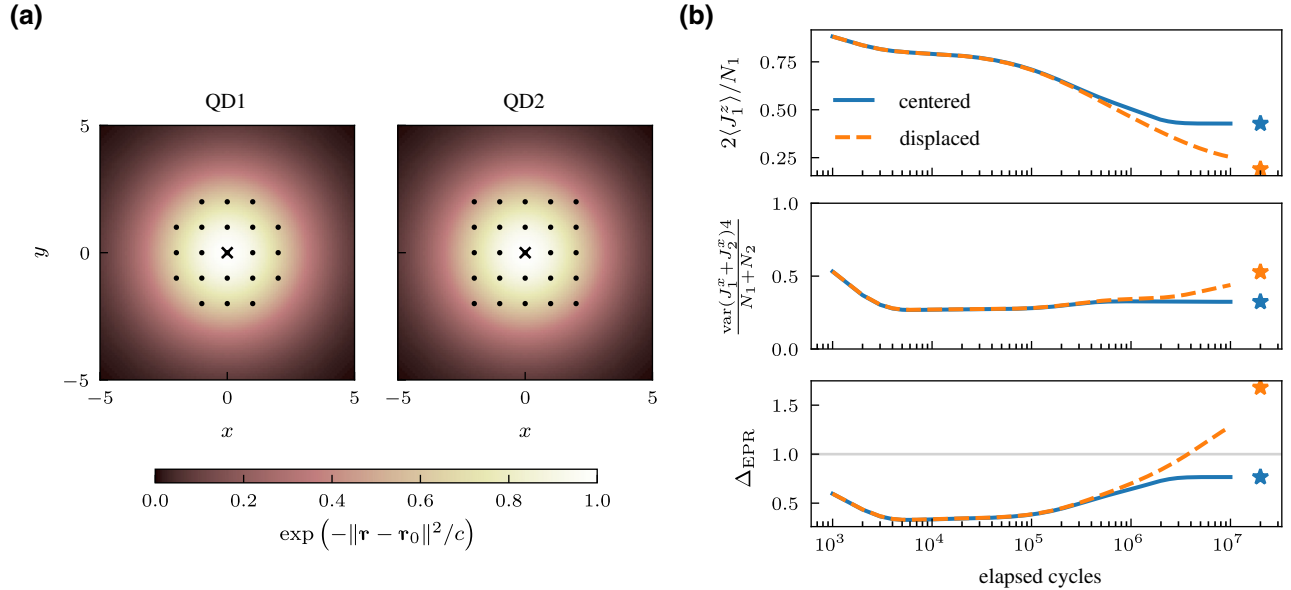 (a)
QD1
QD2
5
0
−5
y
−5 0 5
−5 0 5
x
x
0.0 0.2 0.4 0.6 0.8 1.0
exp (−‖r − r₀‖²/c)
(b)
2⟨J₁ᶻ⟩/N₁
0.75
0.50
0.25
centered
displaced
var(J₁ˣ+J₂ˣ)4
N₁+N₂
1.0
0.5
0.0
Δ_EPR
1.5
1.0
0.5
10³ 10⁴ 10⁵ 10⁶ 10⁷
elapsed cycles